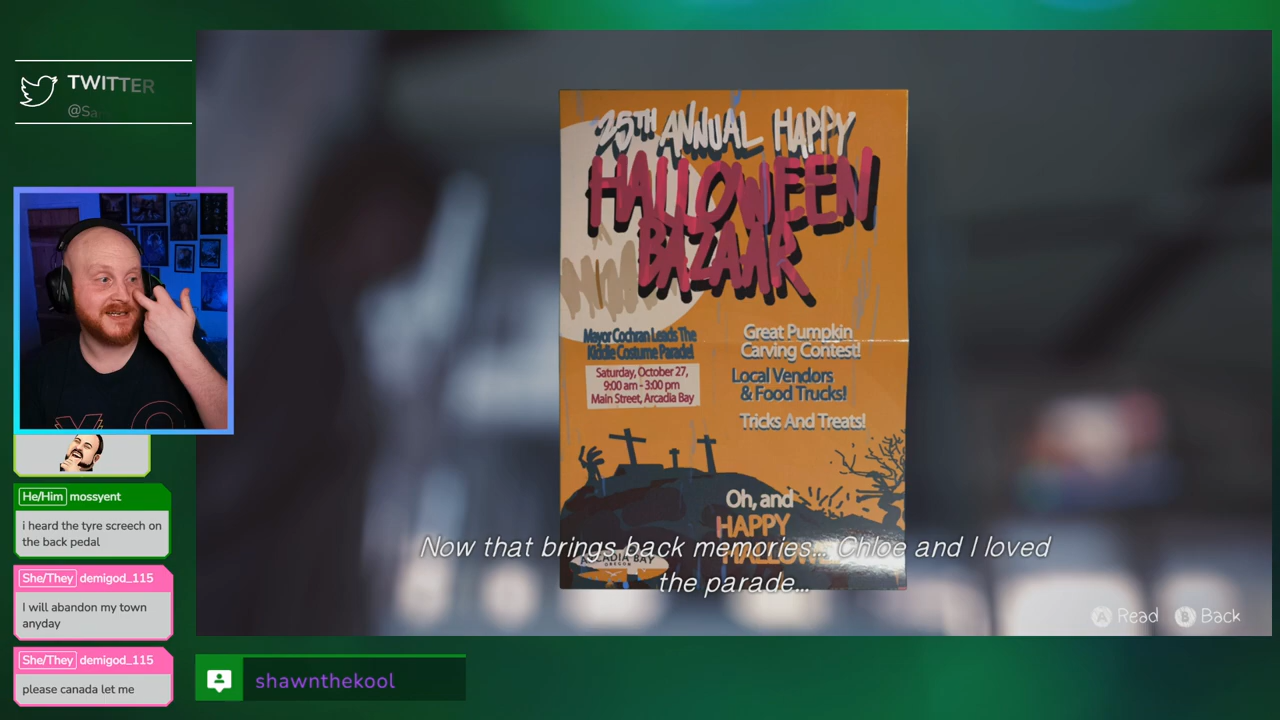 TWITTER
@Sa
25TH ANNUAL HAPPY
HALLOWEEN
BAZAAR
Mayor Cochran Leads The
Kiddie Costume Parade!
Saturday, October 27,
9:00 am - 3:00 pm
Main Street, Arcadia Bay
Great Pumpkin
Carving Contest!
Local Vendors
& Food Trucks!
Tricks And Treats!
Oh, and
HAPPY
ARCADIA BAY
OREGON
Now that brings back memories... Chloe and I loved
the parade...
A Read B Back
He/Him mossyent
i heard the tyre screech on
the back pedal
She/They demigod_115
I will abandon my town
anyday
She/They demigod_115
please canada let me
shawnthekool